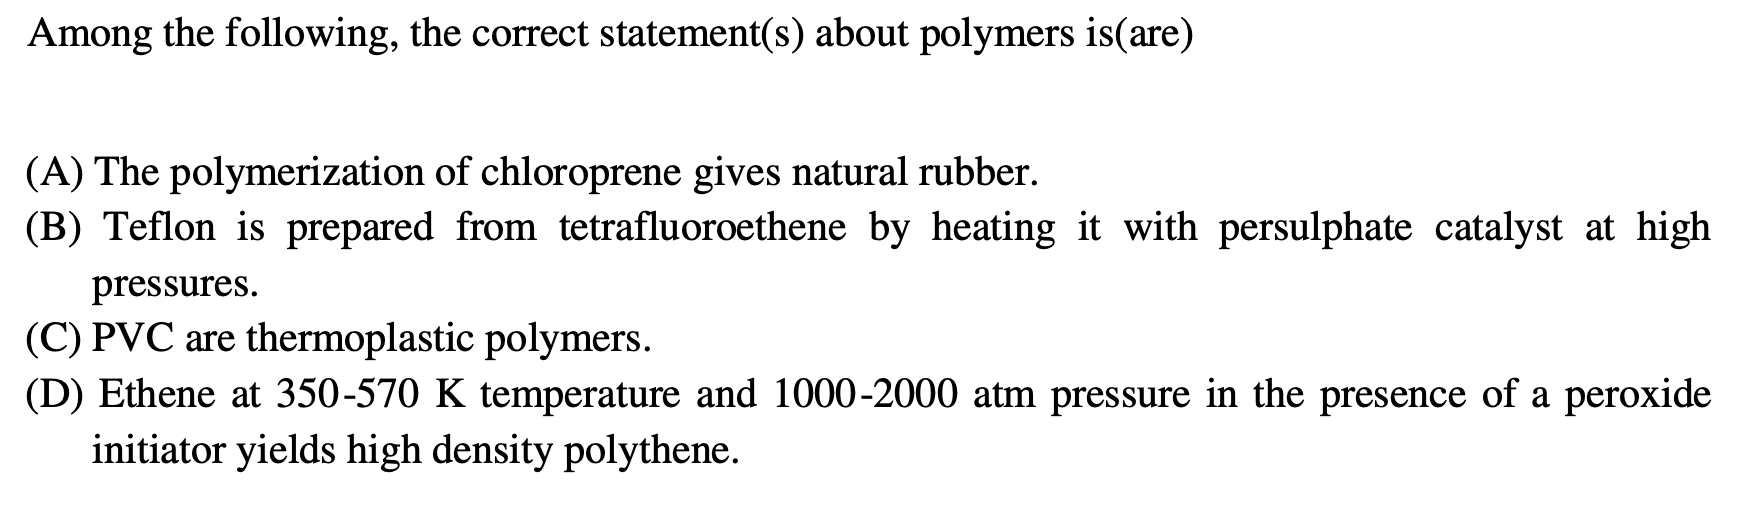 Among the following, the correct statement(s) about polymers is(are)
(A) The polymerization of chloroprene gives natural rubber.
(B) Teflon is prepared from tetrafluoroethene by heating it with persulphate catalyst at high
pressures.
(C) PVC are thermoplastic polymers.
(D) Ethene at 350-570 K temperature and 1000-2000 atm pressure in the presence of a peroxide
initiator yields high density polythene.